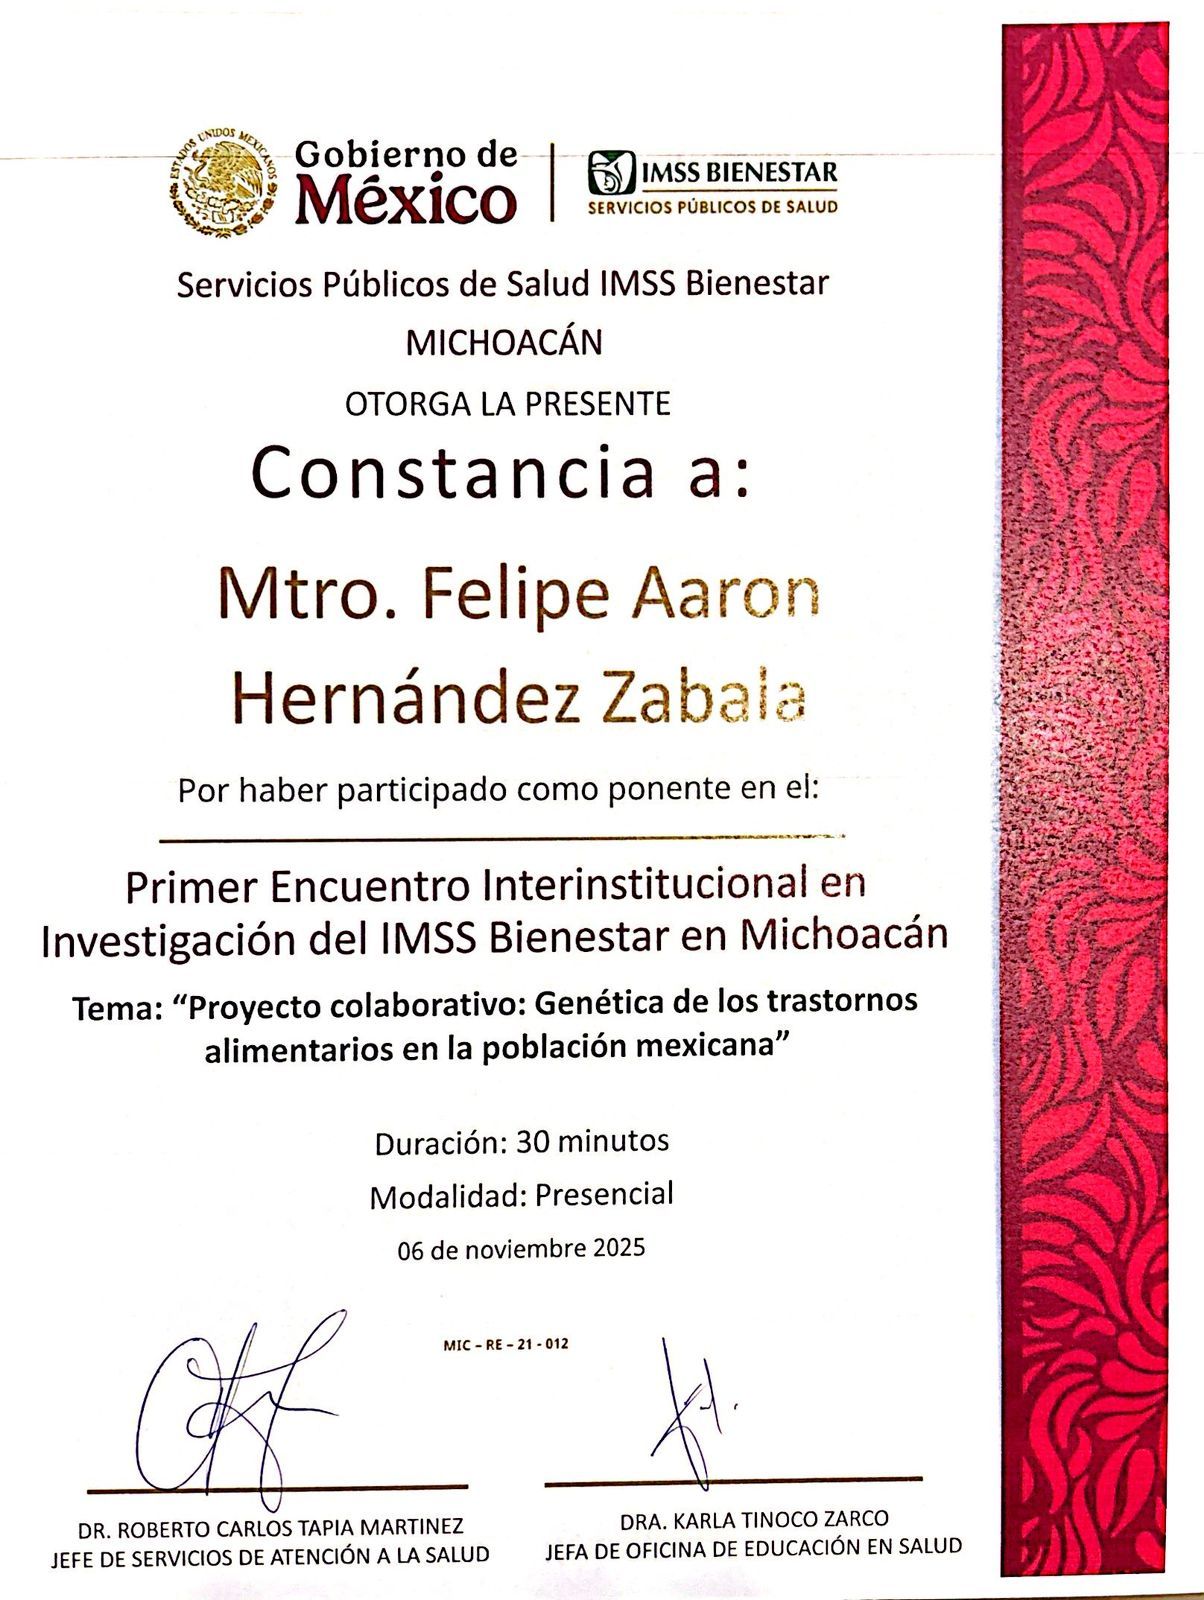 ESTADOS UNIDOS MEXICANOS
Gobierno de
México
IMSS BIENESTAR
SERVICIOS PÚBLICOS DE SALUD
Servicios Públicos de Salud IMSS Bienestar
MICHOACÁN
OTORGA LA PRESENTE
Constancia a:
Mtro. Felipe Aaron
Hernández Zabala
Por haber participado como ponente en el:
Primer Encuentro Interinstitucional en
Investigación del IMSS Bienestar en Michoacán
Tema: “Proyecto colaborativo: Genética de los trastornos
alimentarios en la población mexicana”
Duración: 30 minutos
Modalidad: Presencial
06 de noviembre 2025
MIC – RE – 21 - 012
DR. ROBERTO CARLOS TAPIA MARTINEZ
JEFE DE SERVICIOS DE ATENCIÓN A LA SALUD
DRA. KARLA TINOCO ZARCO
JEFA DE OFICINA DE EDUCACIÓN EN SALUD